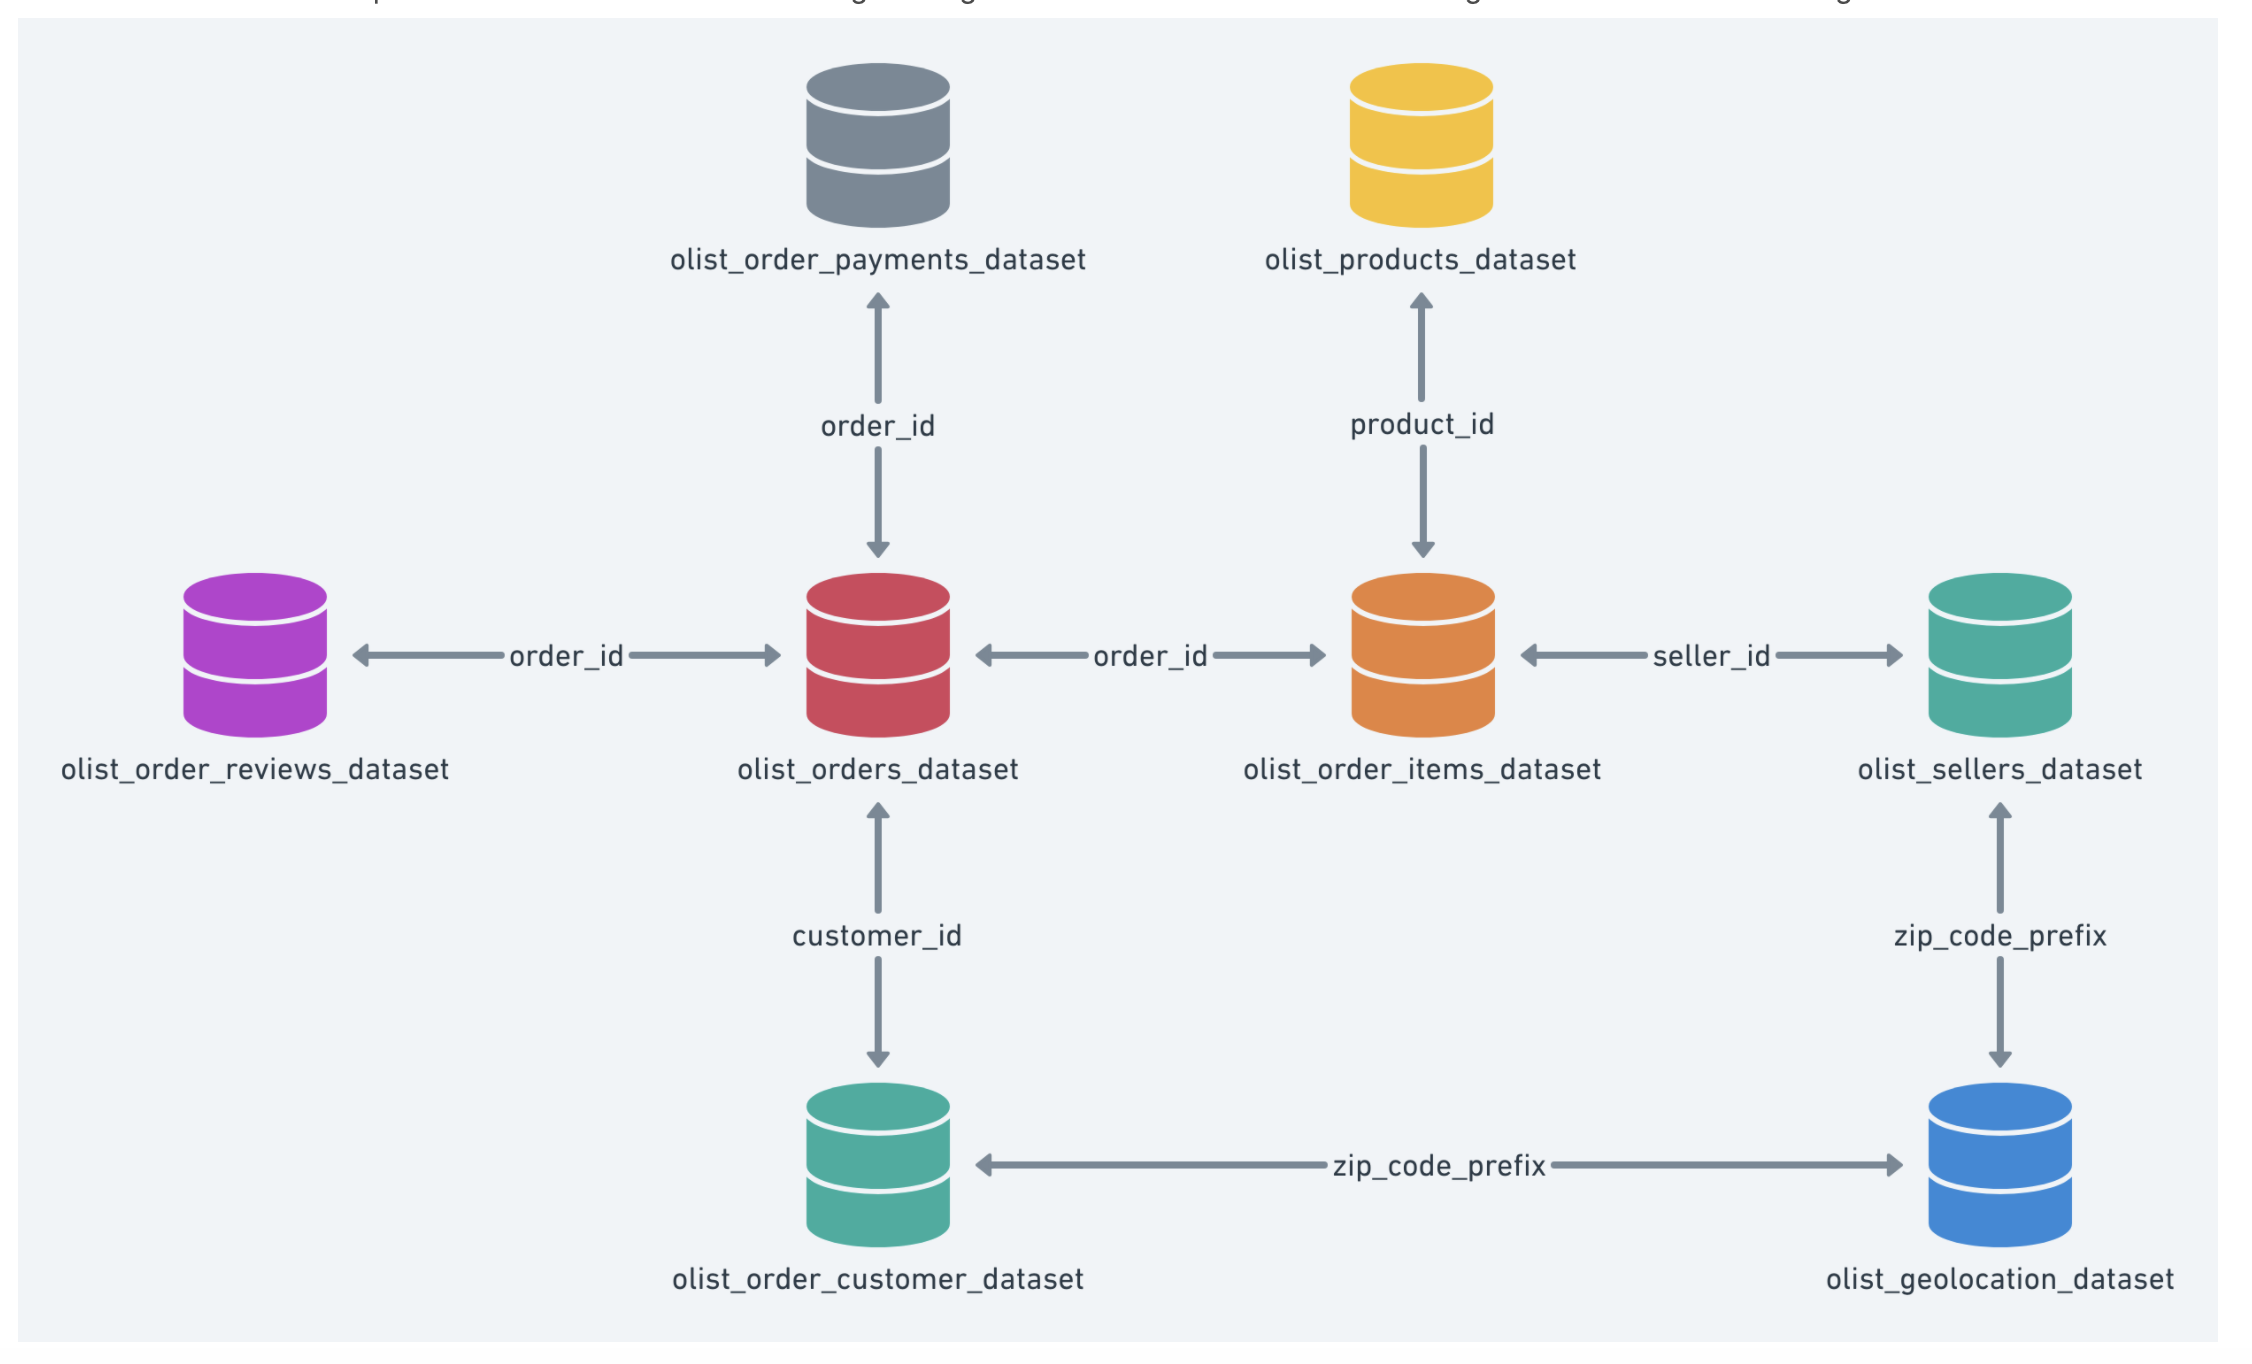 olist_order_payments_dataset
olist_products_dataset
order_id
product_id
order_id
order_id
seller_id
olist_order_reviews_dataset
olist_orders_dataset
olist_order_items_dataset
olist_sellers_dataset
customer_id
zip_code_prefix
zip_code_prefix
olist_order_customer_dataset
olist_geolocation_dataset